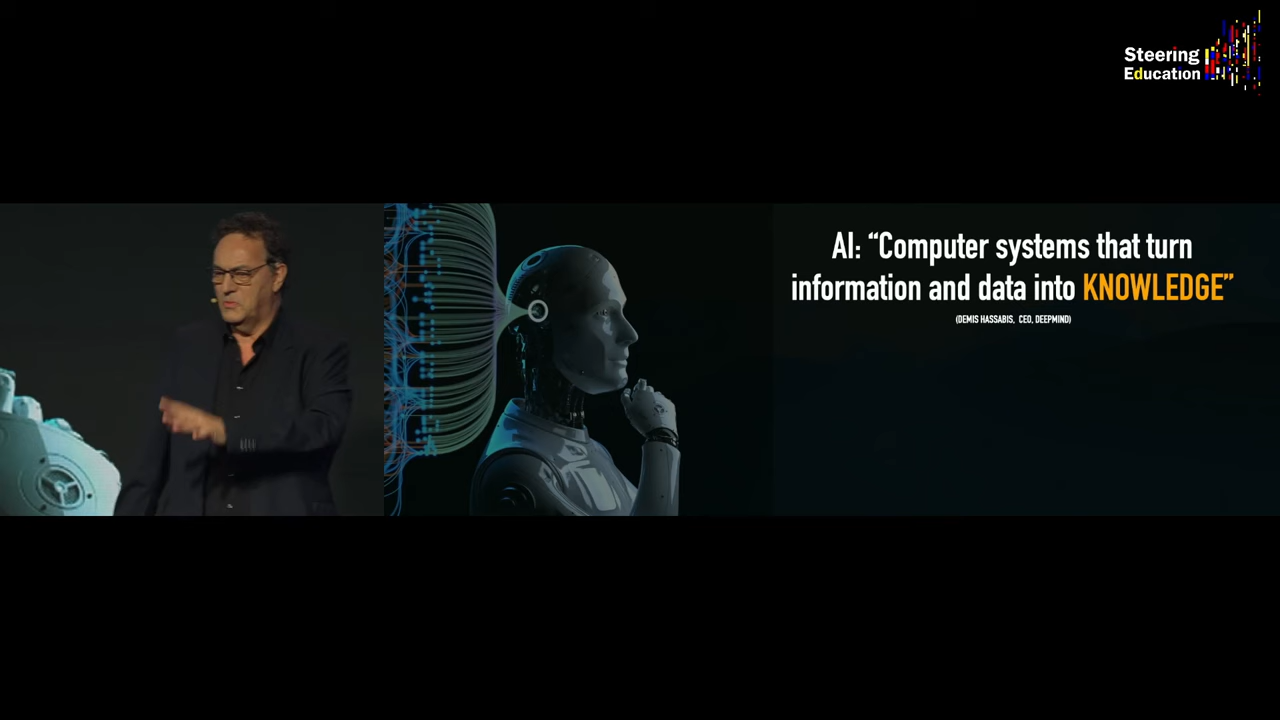 Steering
Education
AI: “Computer systems that turn
information and data into KNOWLEDGE”
(DEMIS HASSABIS, CEO, DEEPMIND)